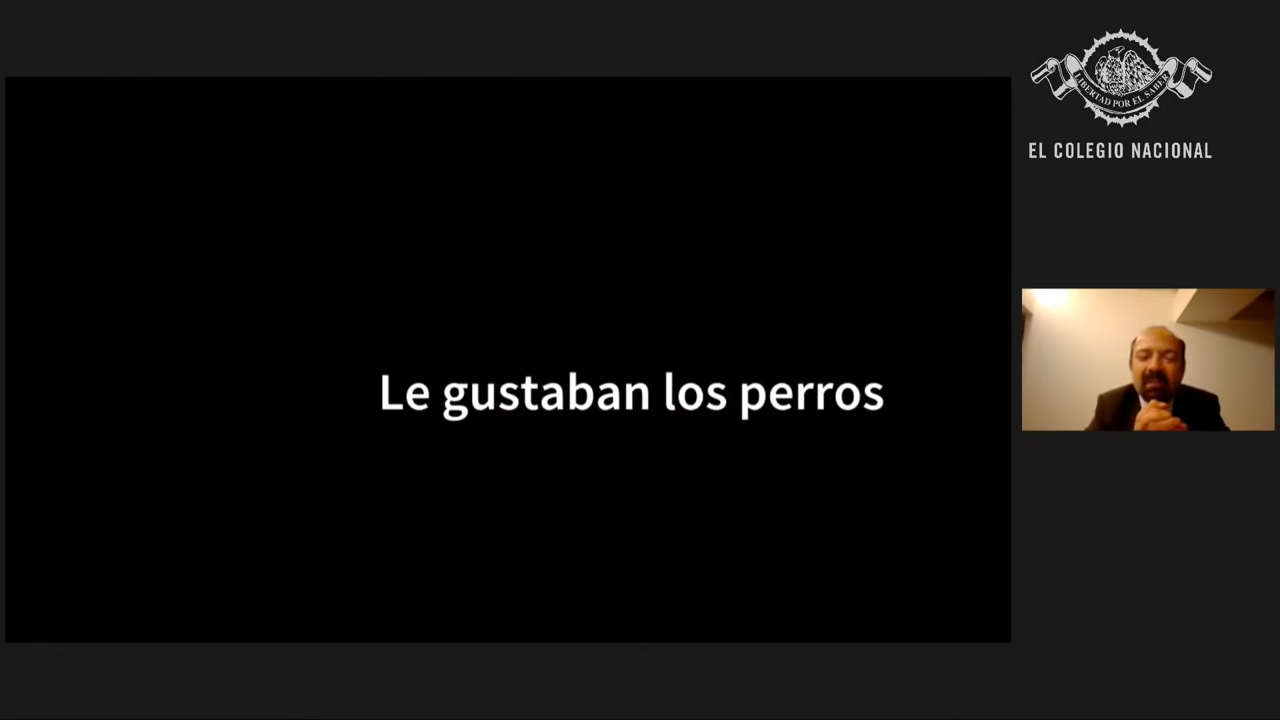 LIBERTAD POR EL SABER
EL COLEGIO NACIONAL
Le gustaban los perros